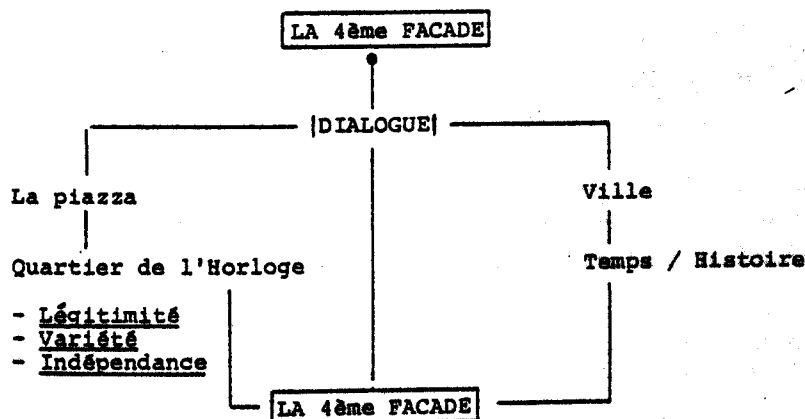 LA 4ème FACADE
|DIALOGUE|
La piazza
Ville
Quartier de l'Horloge
Temps / Histoire
- Légitimité
- Variété
- Indépendance
LA 4ème FACADE